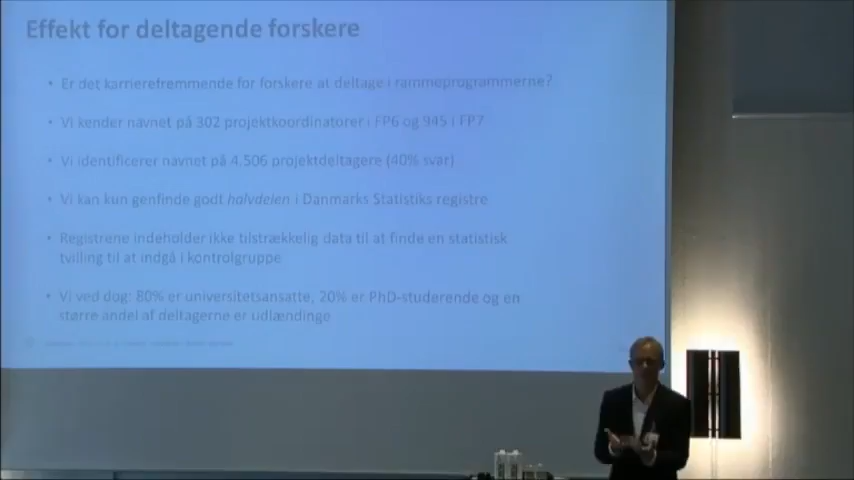 Effekt for deltagende forskere
• Er det karrierefremmende for forskere at deltage i rammeprogrammerne?
• Vi kender navnet på 302 projektkoordinatorer i FP6 og 945 i FP7
• Vi identificerer navnet på 4.506 projektdeltagere (40% svar)
• Vi kan kun genfinde godt halvdelen i Danmarks Statistiks registre
• Registrene indeholder ikke tilstrækkelig data til at finde en statistisk
tvilling til at indgå i kontrolgruppe
• Vi ved dog: 80% er universitetsansatte, 20% er PhD-studerende og en
større andel af deltagerne er udlændinge